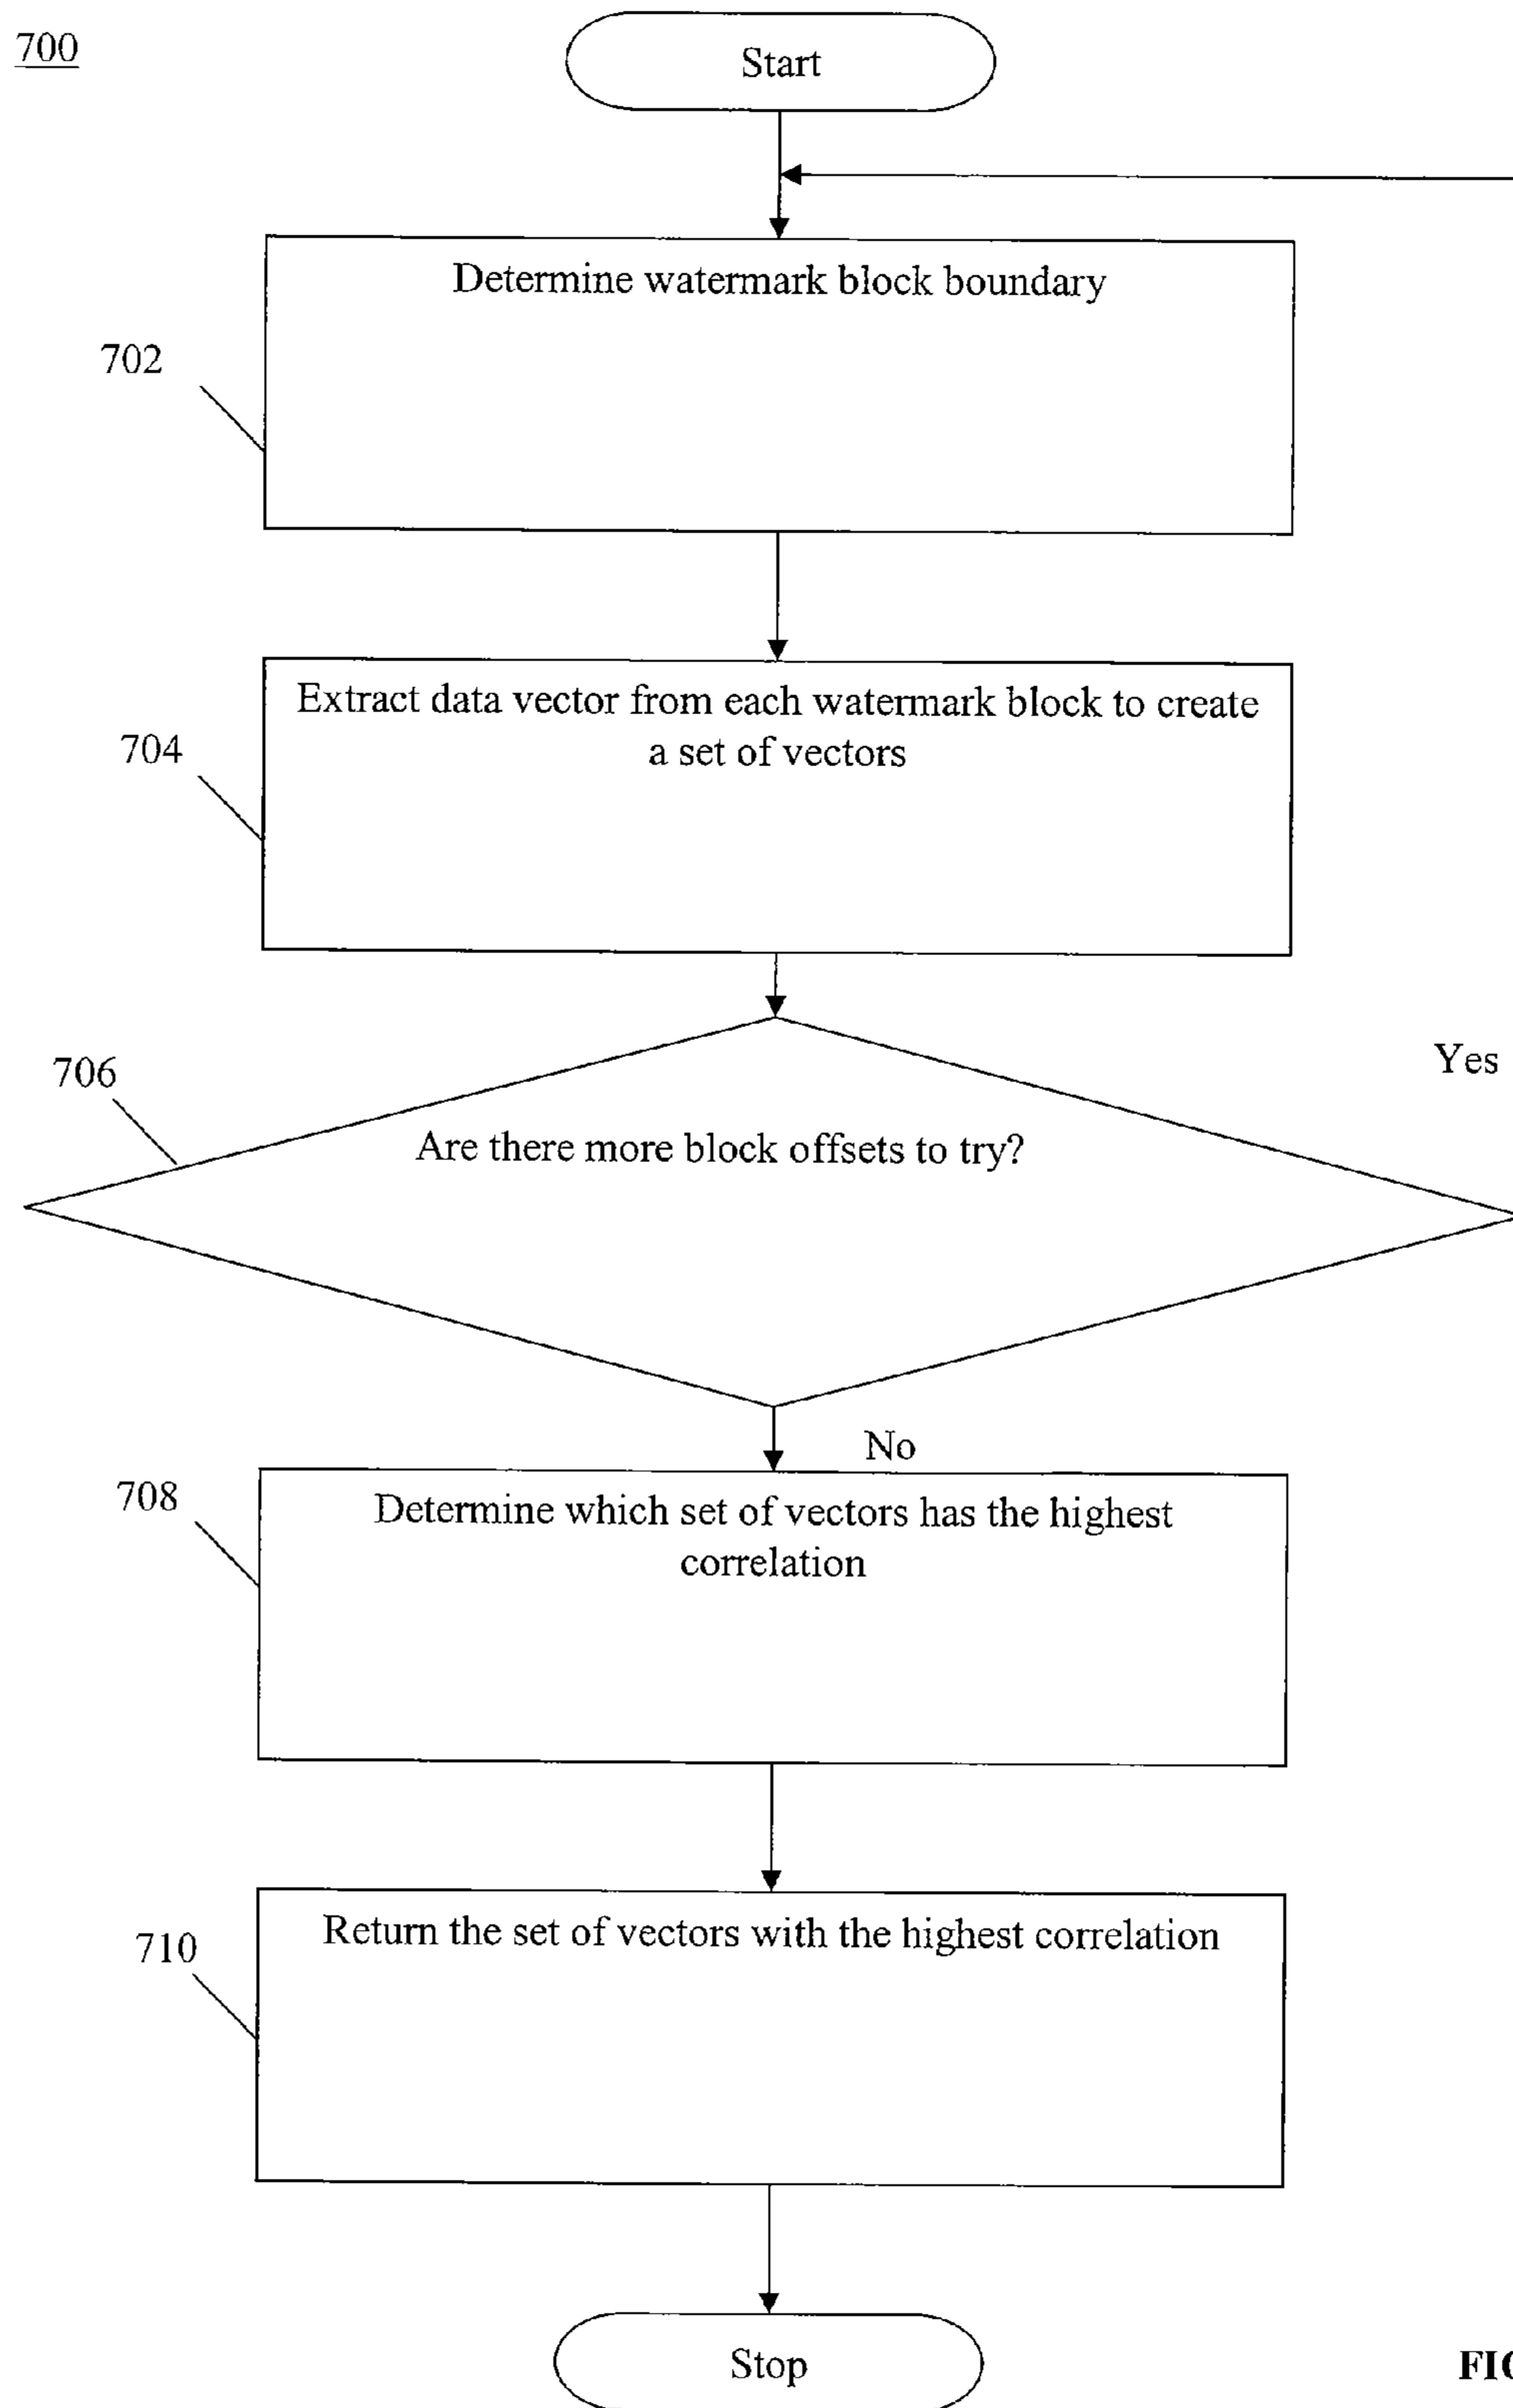 700
Start
Determine watermark block boundary
702
Extract data vector from each watermark block to create
a set of vectors
704
706
Yes
Are there more block offsets to try?
No
708
Determine which set of vectors has the highest
correlation
Return the set of vectors with the highest correlation
710
Stop